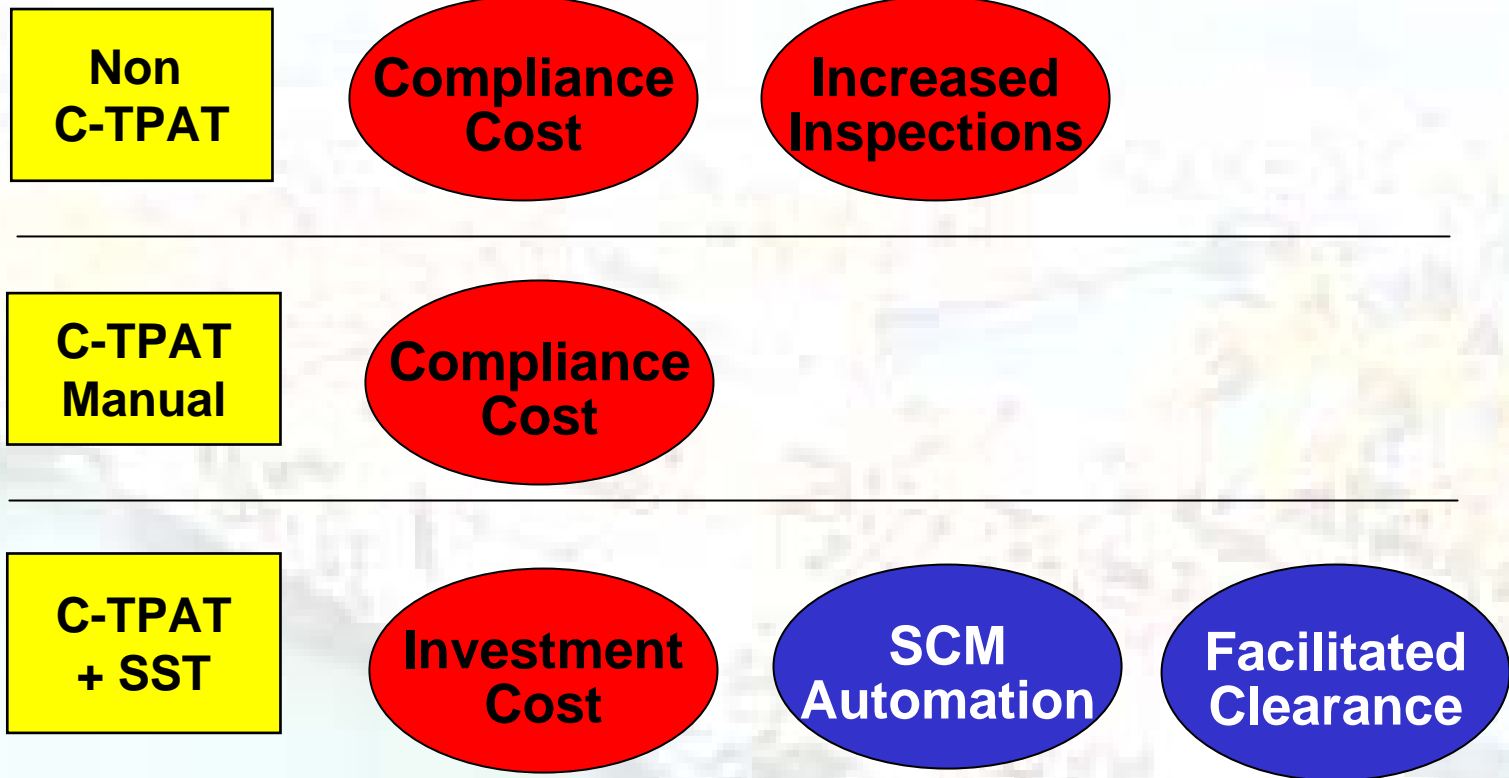 Non
C-TPAT
Compliance
Cost
Increased
Inspections
C-TPAT
Manual
Compliance
Cost
C-TPAT
+ SST
Investment
Cost
SCM
Automation
Facilitated
Clearance